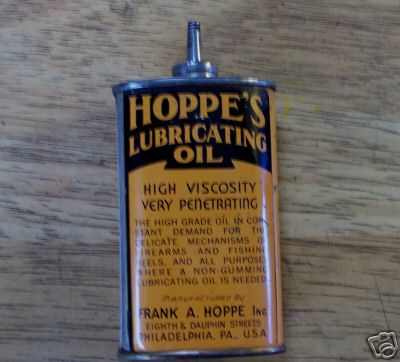 HOPPE'S
LUBRICATING
OIL
HIGH VISCOSITY
VERY PENETRATING
THE HIGH GRADE OIL IN CON
STANT DEMAND FOR THE
DELICATE MECHANISMS O
FIREARMS AND FISHING
REELS, AND ALL PURPOSES
WHERE A NON-GUMMING
LUBRICATING OIL IS NEEDED
MANUFACTURED BY
FRANK A. HOPPE INC.
EIGHTH & DAUPHIN STREETS
PHILADELPHIA, PA., U.S.A.